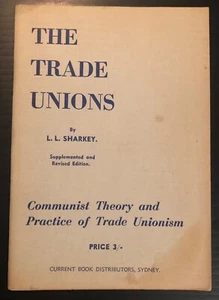 THE
TRADE
UNIONS
By
L. L. SHARKEY.
Supplemented and
Revised Edition.
Communist Theory and
Practice of Trade Unionism
PRICE 3/-
CURRENT BOOK DISTRIBUTORS, SYDNEY.